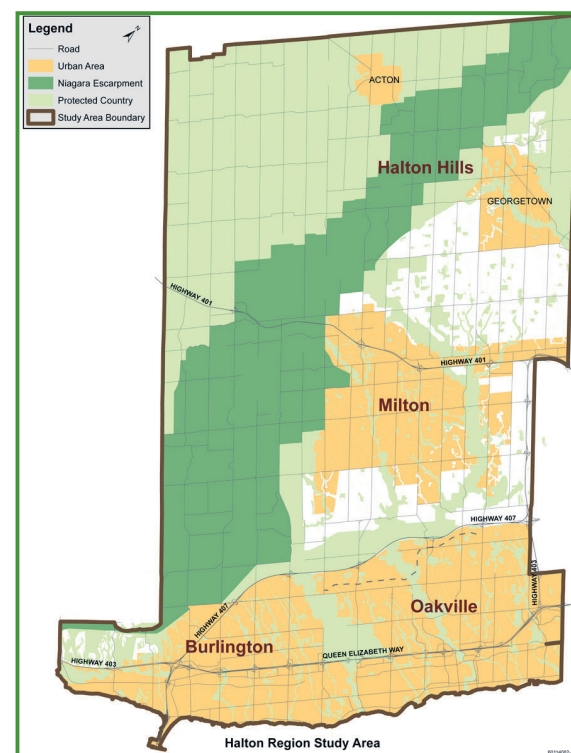 Legend
Road
Urban Area
Niagara Escarpment
Protected Country
Study Area Boundary
ACTON
Halton Hills
GEORGETOWN
HIGHWAY 401
HIGHWAY 401
Milton
HIGHWAY 407
HIGHWAY 403
Oakville
HIGHWAY 407
Burlington
QUEEN ELIZABETH WAY
HIGHWAY 403
Halton Region Study Area